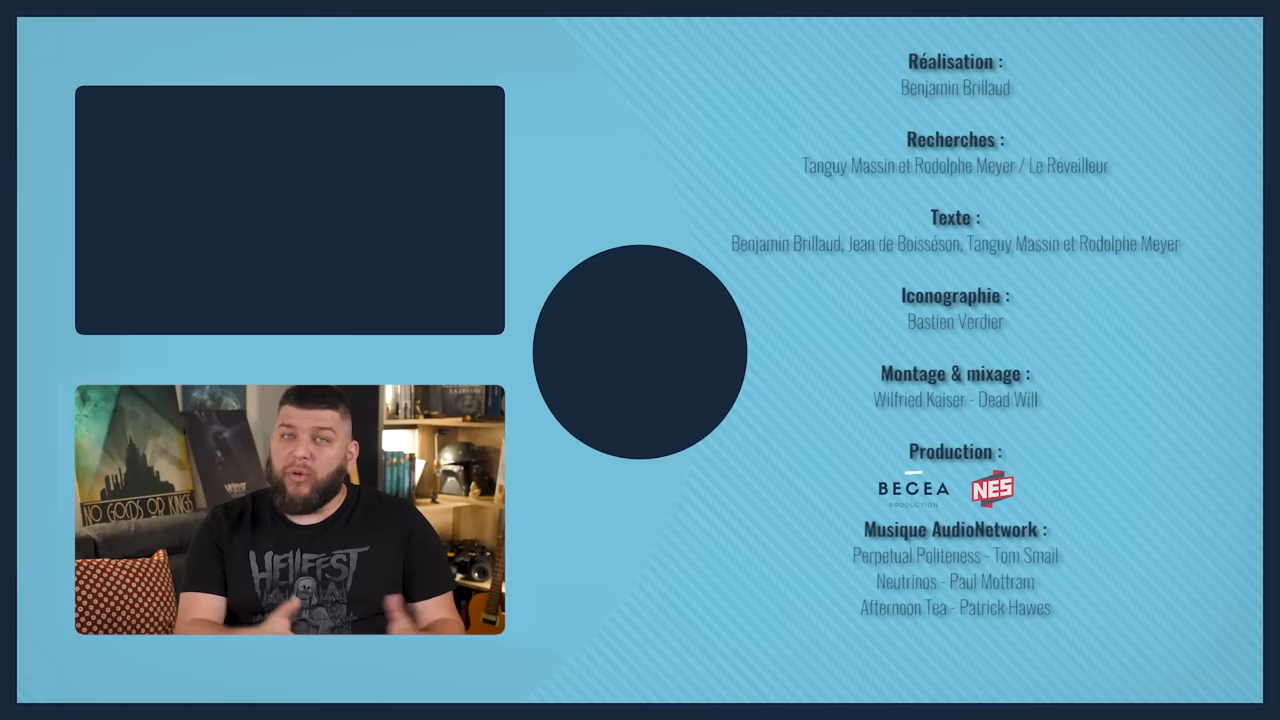 Réalisation :
Benjamin Brillaud
Recherches :
Tanguy Massin et Rodolphe Meyer / Le Réveilleur
Texte :
Benjamin Brillaud, Jean de Boisséson, Tanguy Massin et Rodolphe Meyer
Iconographie :
Bastien Verdier
Montage & mixage :
Wilfried Kaiser - Dead Will
Production :
BECEA
PRODUCTION
NES
Musique AudioNetwork :
Perpetual Politeness - Tom Smail
Neutrinos - Paul Mottram
Afternoon Tea - Patrick Hawes
NO GODS OR KINGS
HELLFEST